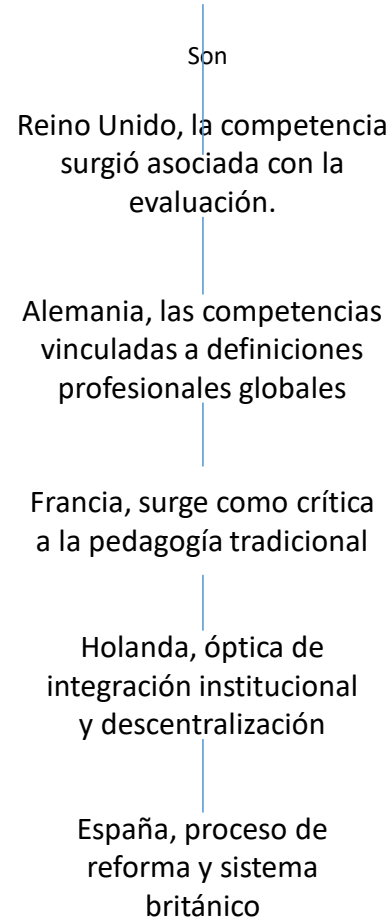 Son
Reino Unido, la competencia
surgió asociada con la
evaluación.
Alemania, las competencias
vinculadas a definiciones
profesionales globales
Francia, surge como crítica
a la pedagogía tradicional
Holanda, óptica de
integración institucional
y descentralización
España, proceso de
reforma y sistema
británico